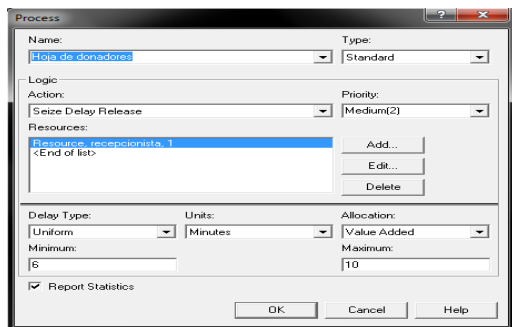 Process
Name: Type:
Hoja de donadores Standard
Logic
Action: Priority:
Seize Delay Release Medium(2)
Resources:
Resource, recepcionista, 1
<End of list>
Add...
Edit...
Delete
Delay Type: Units: Allocation:
Uniform Minutes Value Added
Minimum: Maximum:
6 10
Report Statistics
OK Cancel Help